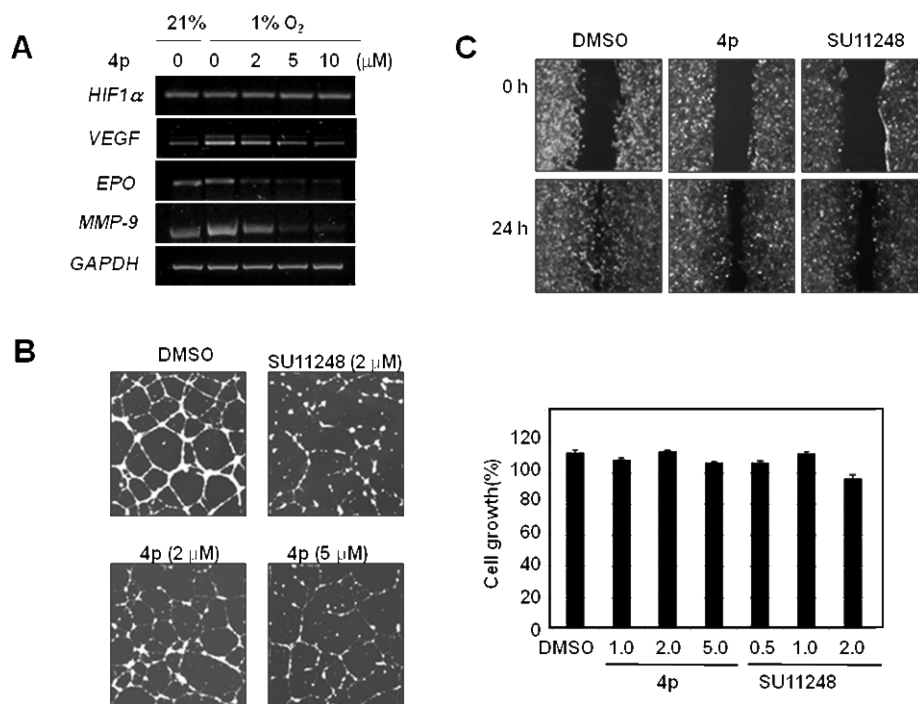 A
21% 1% O2
4p 0 0 2 5 10 (μM)
HIF1α
VEGF
EPO
MMP-9
GAPDH
B
DMSO SU11248 (2 μM)
4p (2 μM) 4p (5 μM)
C
DMSO 4p SU11248
0 h
24 h
Cell growth(%)
120
100
80
60
40
20
0
DMSO 1.0 2.0 5.0 0.5 1.0 2.0
4p SU11248